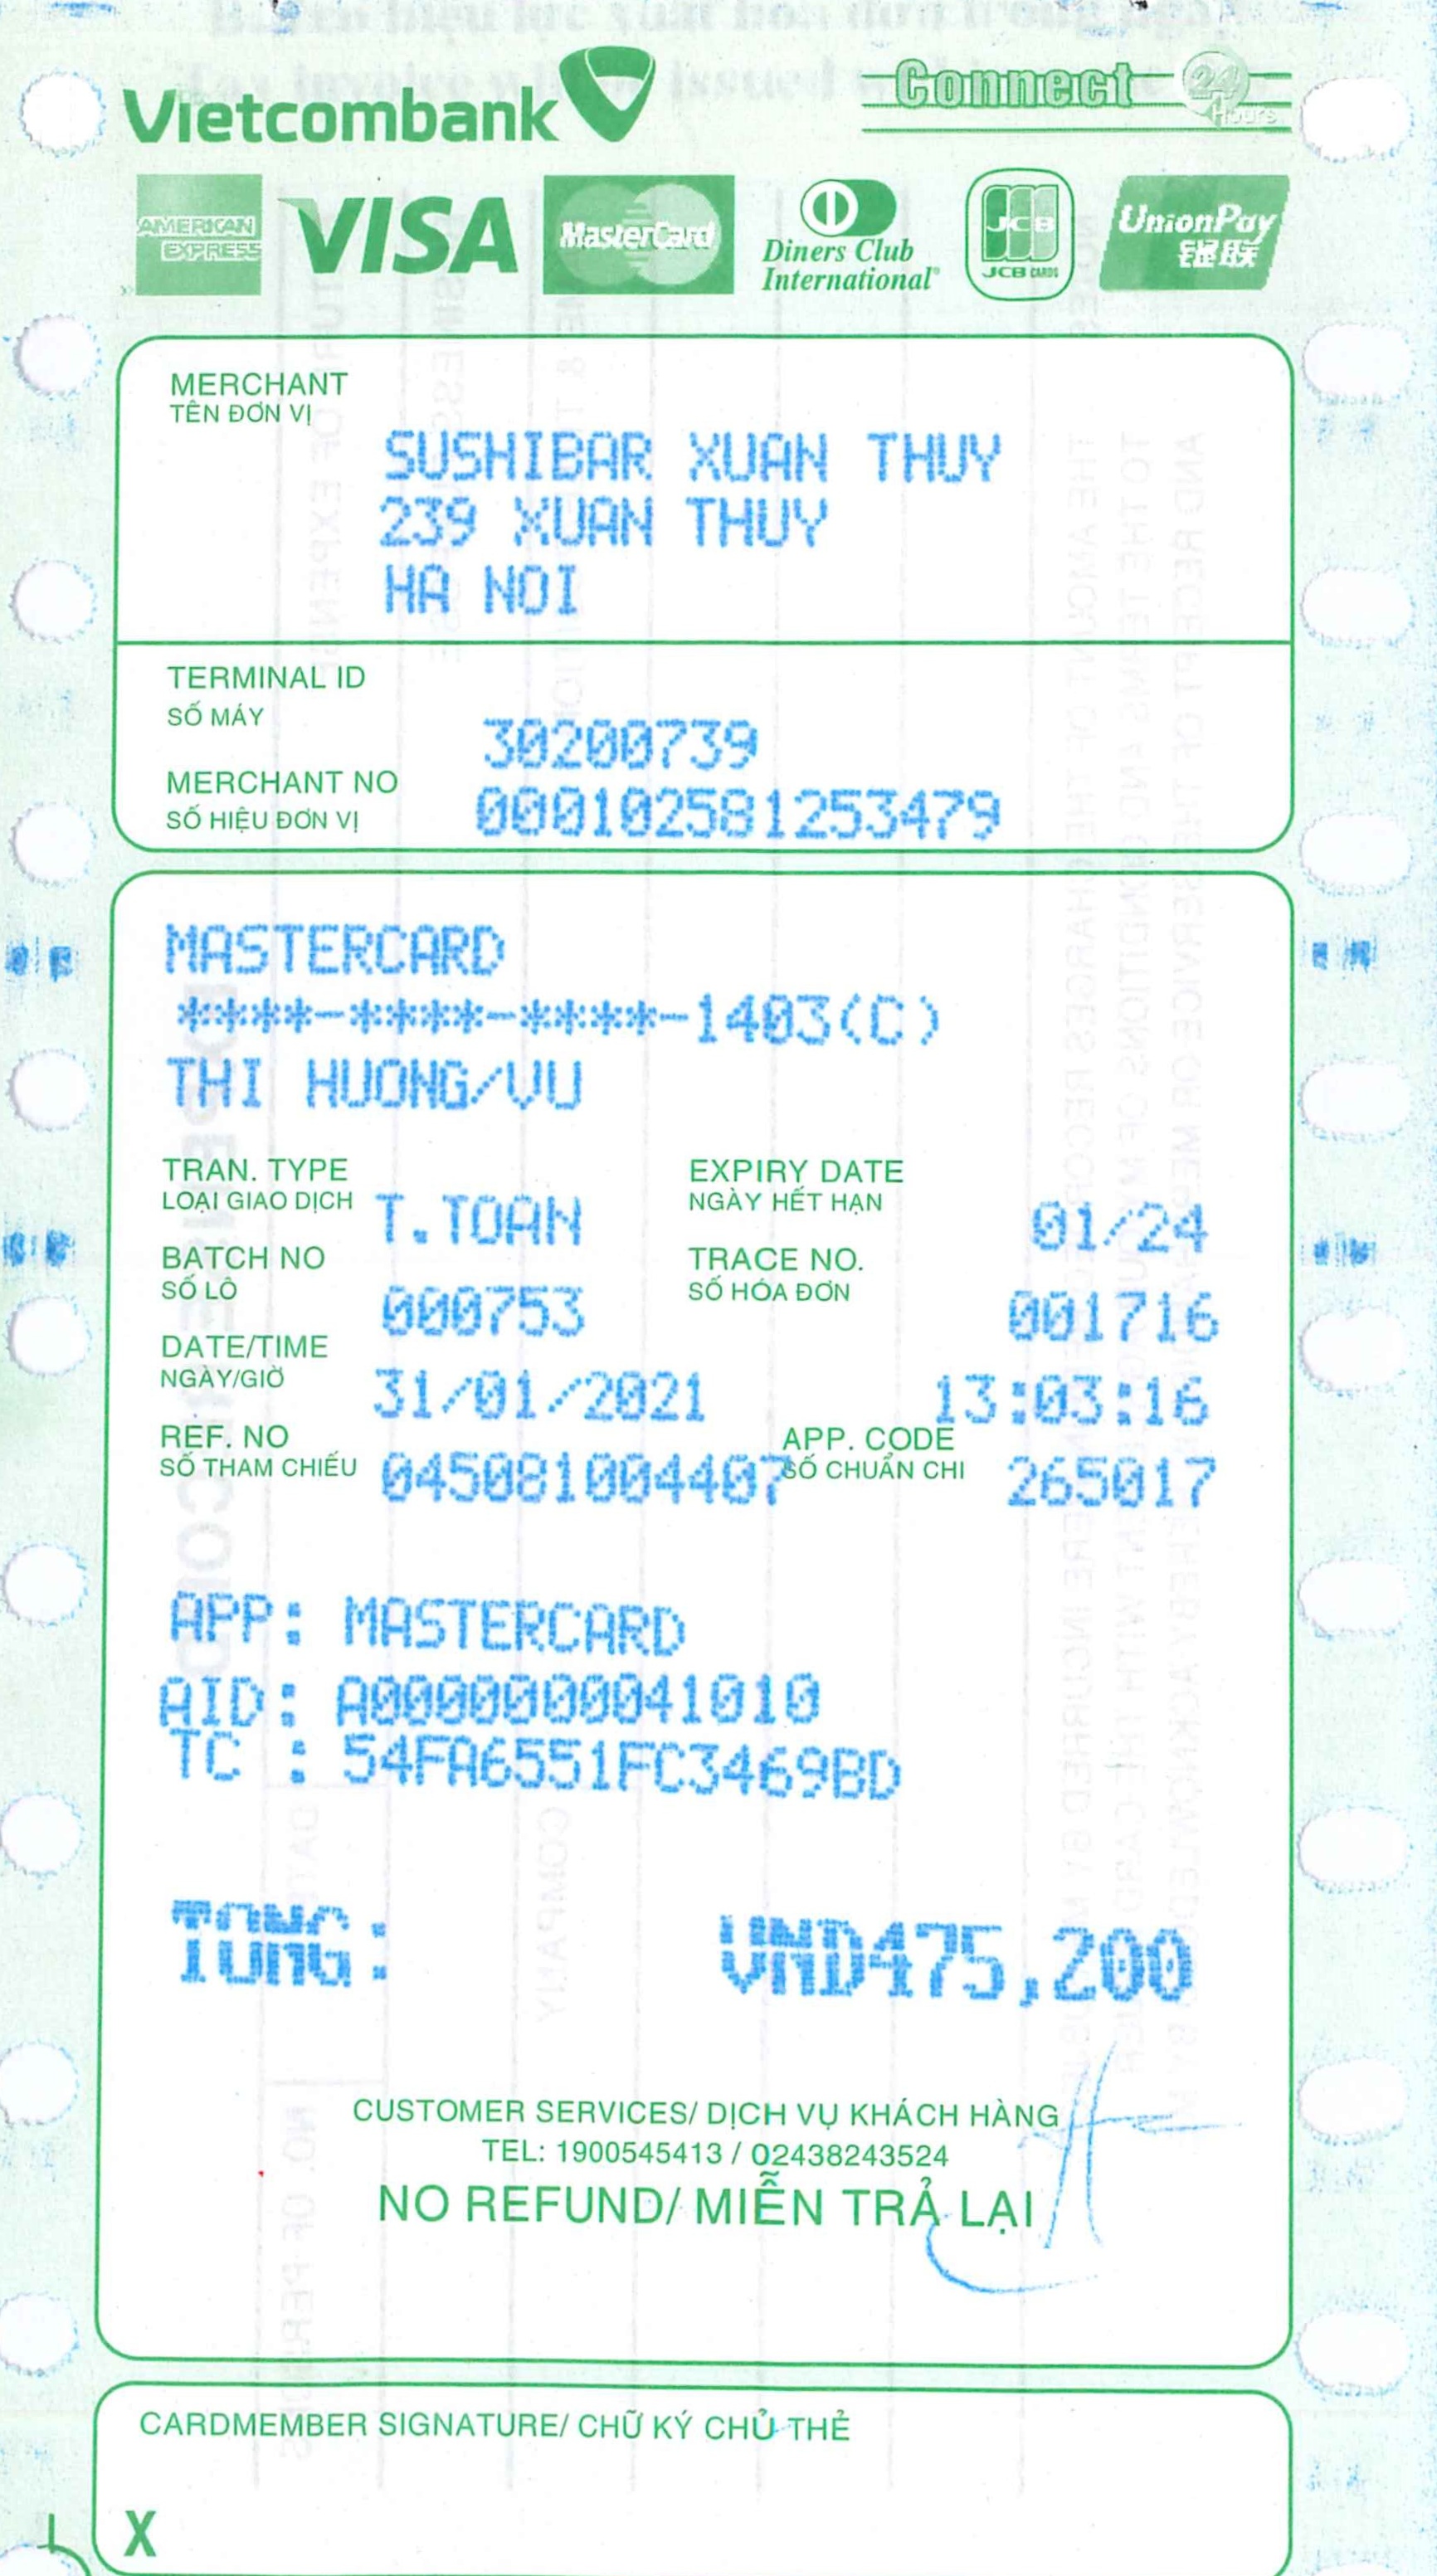 Vietcombank
Connect 24 Hours
AMERICAN EXPRESS
VISA
MasterCard
Diners Club International®
JCB
JCB CARDS
UnionPay
银联
MERCHANT
TÊN ĐƠN VỊ
SUSHIBAR XUAN THUY
239 XUAN THUY
HA NOI
TERMINAL ID
SỐ MÁY
30200739
MERCHANT NO
SỐ HIỆU ĐƠN VỊ
000102581253479
MASTERCARD
****-****-****-1403(C)
THI HUONG/VU
TRAN. TYPE
LOẠI GIAO DỊCH
T.TOAN
EXPIRY DATE
NGÀY HẾT HẠN
01/24
BATCH NO
SỐ LÔ
000753
TRACE NO.
SỐ HÓA ĐƠN
001716
DATE/TIME
NGÀY/GIỜ
31/01/2021
13:03:16
REF. NO
SỐ THAM CHIẾU
045081004407
APP. CODE
SỐ CHUẨN CHI
265017
APP: MASTERCARD
AID: A0000000041010
TC : 54FA6551FC3469BD
TONG: VND475,200
CUSTOMER SERVICES/ DỊCH VỤ KHÁCH HÀNG
TEL: 1900545413 / 02438243524
NO REFUND/ MIỄN TRẢ LẠI
CARDMEMBER SIGNATURE/ CHỮ KÝ CHỦ THẺ
X